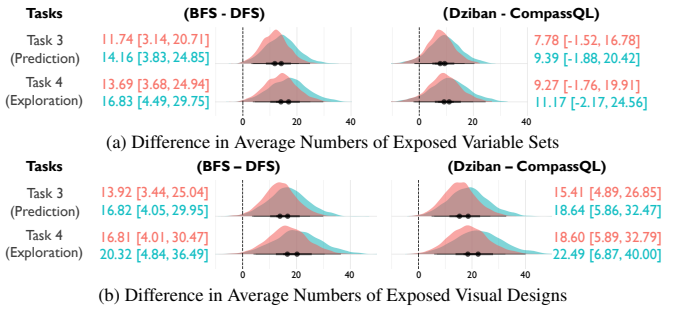 Tasks (BFS - DFS) (Dziban - CompassQL)
Task 3 11.74 [3.14, 20.71] 7.78 [-1.52, 16.78]
(Prediction) 14.16 [3.83, 24.85] 9.39 [-1.88, 20.42]
Task 4 13.69 [3.68, 24.94] 9.27 [-1.76, 19.91]
(Exploration) 16.83 [4.49, 29.75] 11.17 [-2.17, 24.56]
0 20 40 0 20 40
(a) Difference in Average Numbers of Exposed Variable Sets
Tasks (BFS – DFS) (Dziban – CompassQL)
Task 3 13.92 [3.44, 25.04] 15.41 [4.89, 26.85]
(Prediction) 16.82 [4.05, 29.95] 18.64 [5.86, 32.47]
Task 4 16.81 [4.01, 30.47] 18.60 [5.89, 32.79]
(Exploration) 20.32 [4.84, 36.49] 22.49 [6.87, 40.00]
0 20 40 0 20 40
(b) Difference in Average Numbers of Exposed Visual Designs